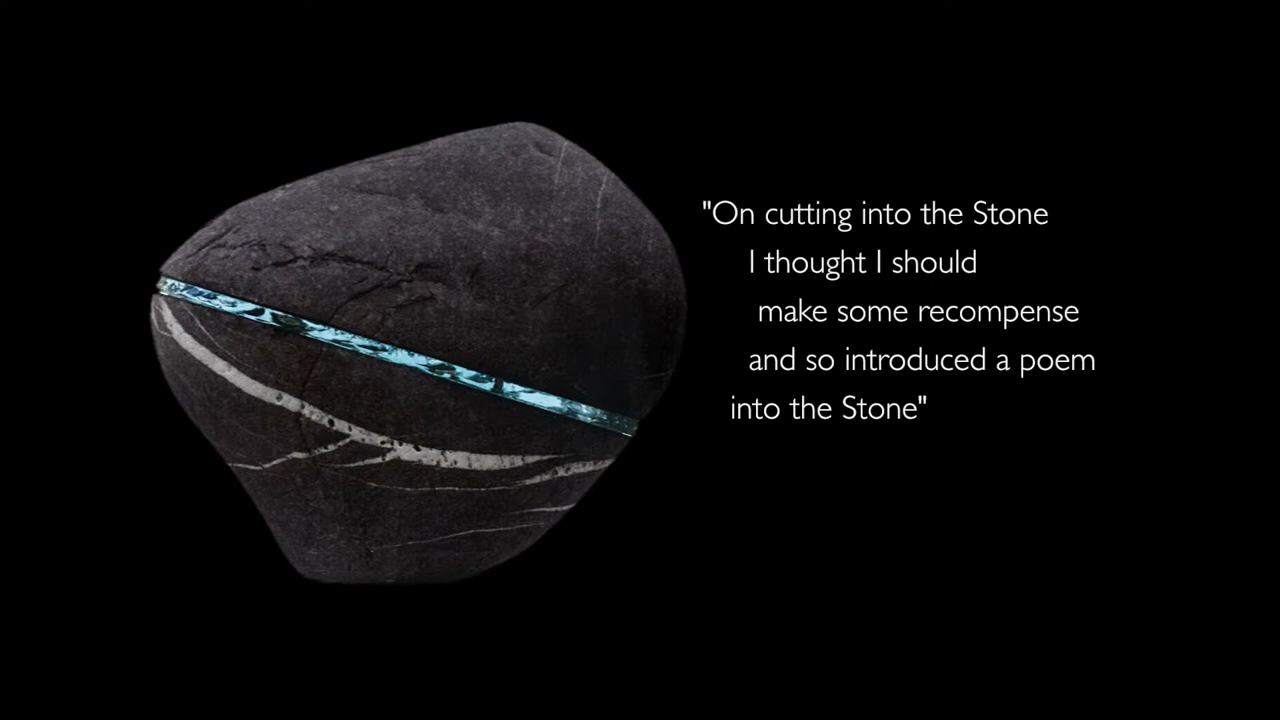 "On cutting into the Stone
I thought I should
make some recompense
and so introduced a poem
into the Stone"